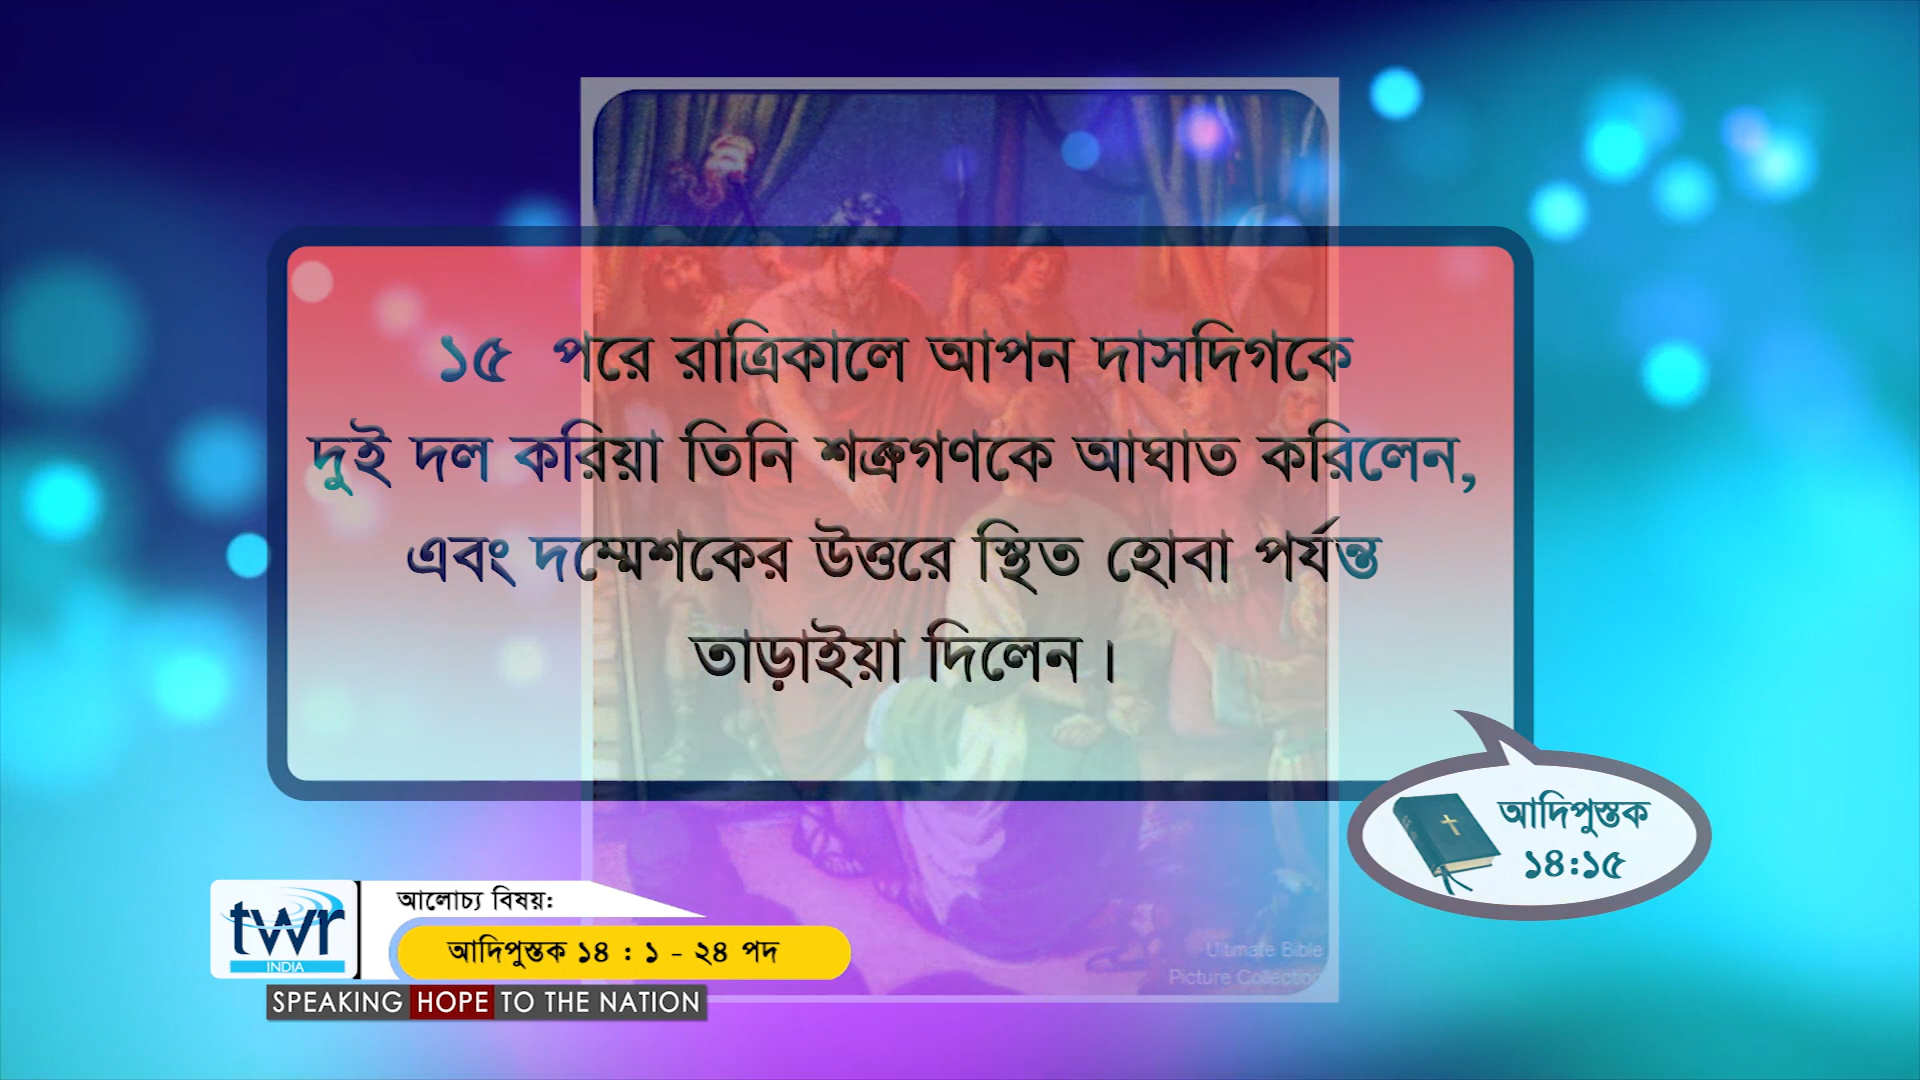 ১৫ পরে রাত্রিকালে আপন দাসদিগকে
দুই দল করিয়া তিনি শত্রুগণকে আঘাত করিলেন,
এবং দম্মেশকের উত্তরে স্থিত হোবা পর্যন্ত
তাড়াইয়া দিলেন।
আদিপুস্তক
১৪:১৫
twr
INDIA
আলোচ্য বিষয়:
আদিপুস্তক ১৪ : ১ - ২৪ পদ
SPEAKING HOPE TO THE NATION
Ultimate Bible
Picture Collection